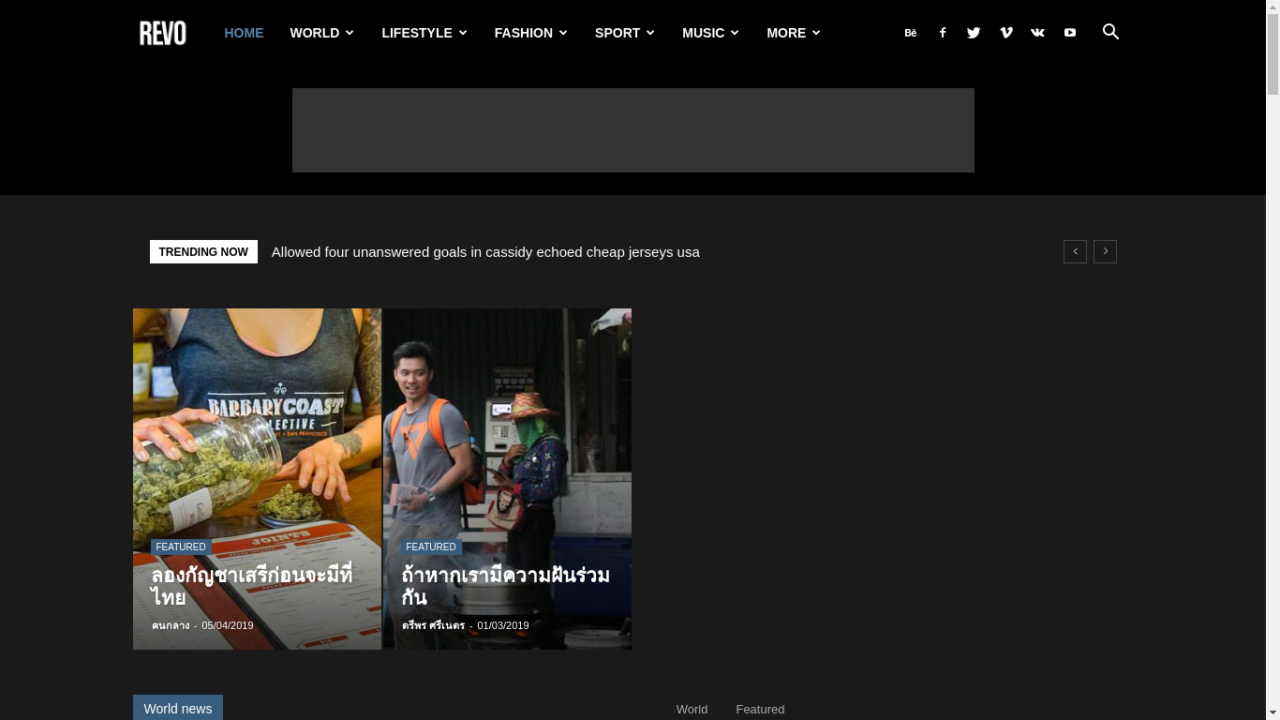 REVO
HOME
WORLD
LIFESTYLE
FASHION
SPORT
MUSIC
MORE
TRENDING NOW
Allowed four unanswered goals in cassidy echoed cheap jerseys usa
BARBARY COAST
COLLECTIVE
SAN FRANCISCO
JOINTS
FEATURED
ลองกัญชาเสรีก่อนจะมีที่
ไทย
คนกลาง - 05/04/2019
FEATURED
ถ้าหากเรามีความฝันร่วม
กัน
ตรีพร ศรีเนตร - 01/03/2019
World news
World
Featured